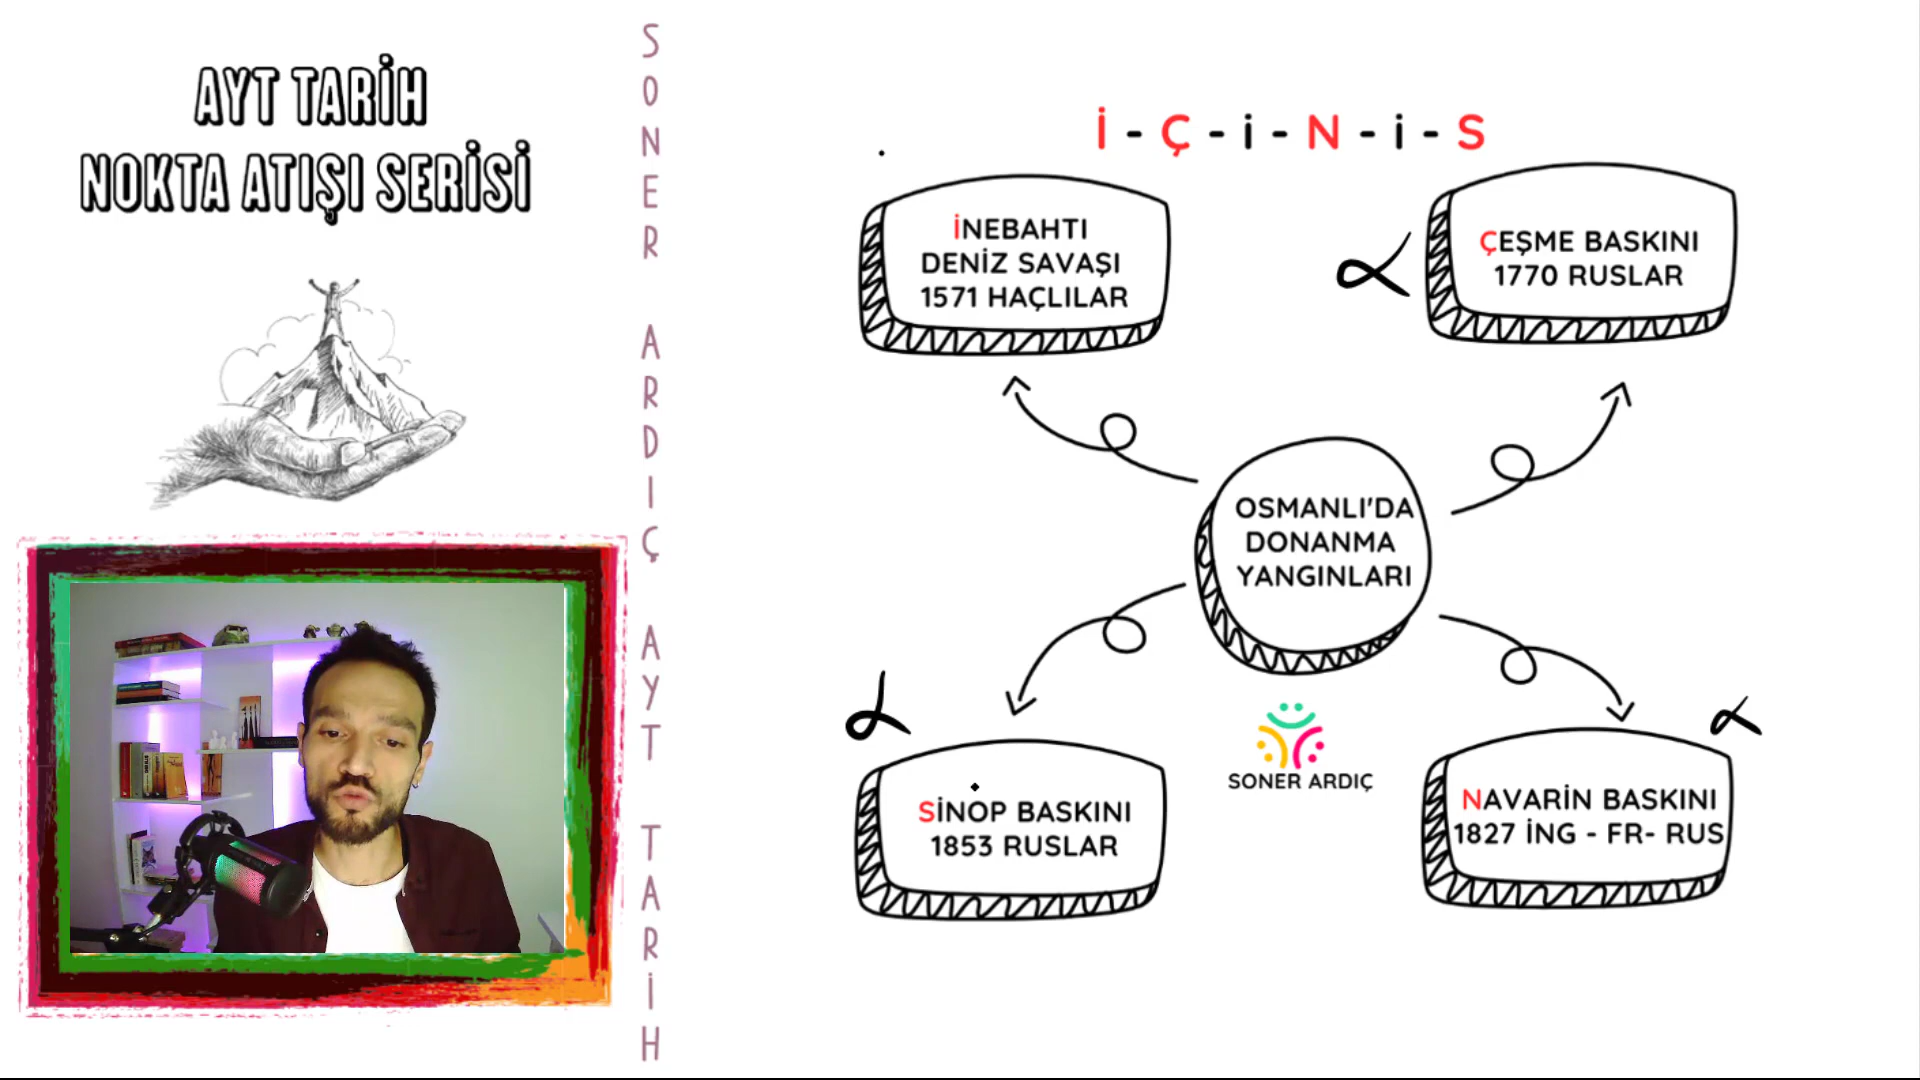 AYT TARİH
NOKTA ATIŞI SERİSİ
SONER ARDIÇ AYT TARİH
İ - Ç - i - N - i - S
İNEBAHTI
DENİZ SAVAŞI
1571 HAÇLILAR
ÇEŞME BASKINI
1770 RUSLAR
OSMANLI'DA
DONANMA
YANGINLARI
SİNOP BASKINI
1853 RUSLAR
SONER ARDIÇ
NAVARİN BASKINI
1827 İNG - FR- RUS